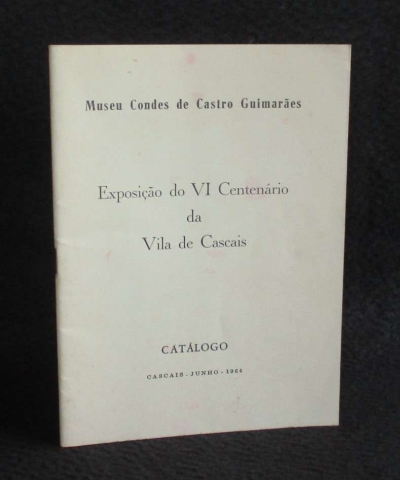 Museu Condes de Castro Guimarães
Exposição do VI Centenário
da
Vila de Cascais
CATÁLOGO
CASCAIS - JUNHO - 1964